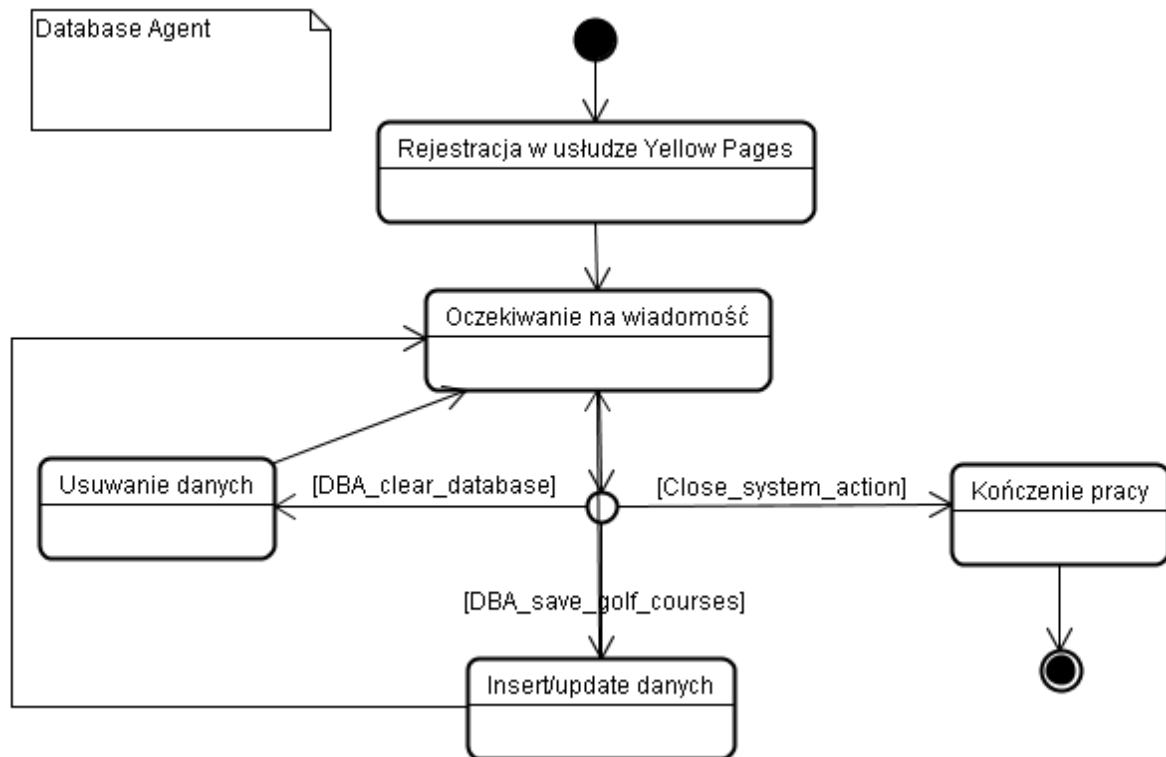 Database Agent
Rejestracja w usłudze Yellow Pages
Oczekiwanie na wiadomość
Usuwanie danych
[DBA_clear_database]
[Close_system_action]
Kończenie pracy
[DBA_save_golf_courses]
Insert/update danych